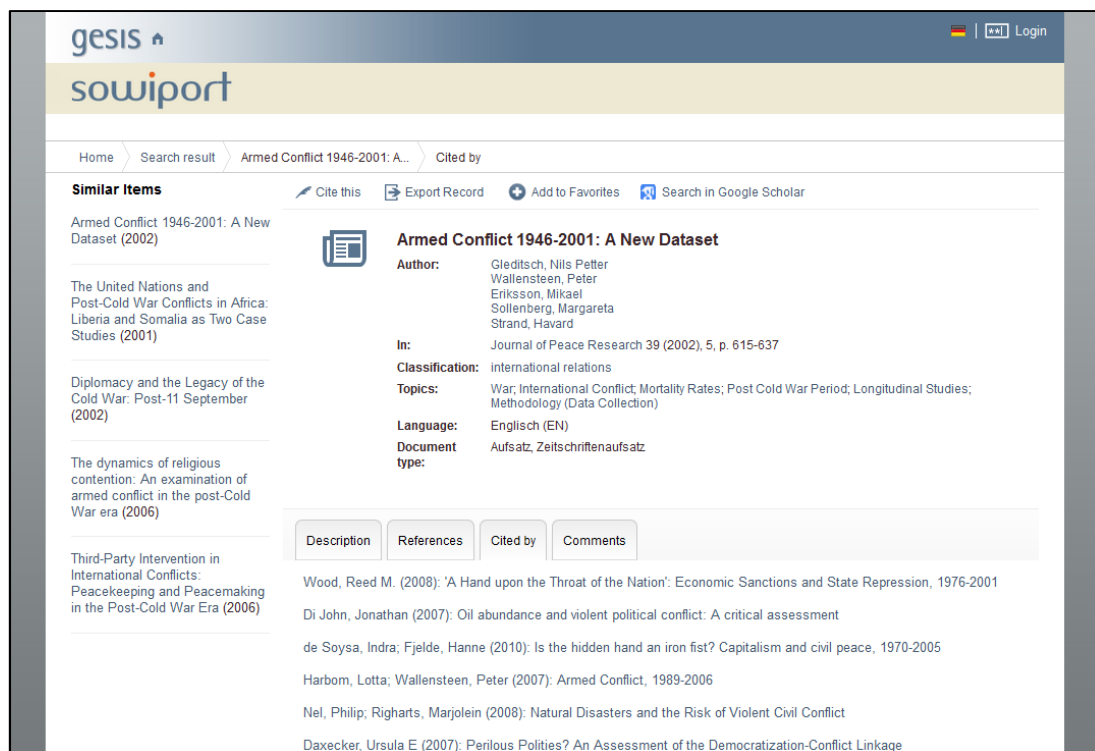 gesis
Login
sowiport
Home
Search result
Armed Conflict 1946-2001: A...
Cited by
Similar Items
Armed Conflict 1946-2001: A New
Dataset (2002)
The United Nations and
Post-Cold War Conflicts in Africa:
Liberia and Somalia as Two Case
Studies (2001)
Diplomacy and the Legacy of the
Cold War: Post-11 September
(2002)
The dynamics of religious
contention: An examination of
armed conflict in the post-Cold
War era (2006)
Third-Party Intervention in
International Conflicts:
Peacekeeping and Peacemaking
in the Post-Cold War Era (2006)
Cite this
Export Record
Add to Favorites
Search in Google Scholar
Armed Conflict 1946-2001: A New Dataset
Author: Gleditsch, Nils Petter
Wallensteen, Peter
Eriksson, Mikael
Sollenberg, Margareta
Strand, Havard
In: Journal of Peace Research 39 (2002), 5, p. 615-637
Classification: international relations
Topics: War; International Conflict; Mortality Rates; Post Cold War Period; Longitudinal Studies;
Methodology (Data Collection)
Language: Englisch (EN)
Document Aufsatz, Zeitschriftenaufsatz
type:
Description
References
Cited by
Comments
Wood, Reed M. (2008): 'A Hand upon the Throat of the Nation': Economic Sanctions and State Repression, 1976-2001
Di John, Jonathan (2007): Oil abundance and violent political conflict: A critical assessment
de Soysa, Indra; Fjelde, Hanne (2010): Is the hidden hand an iron fist? Capitalism and civil peace, 1970-2005
Harbom, Lotta; Wallensteen, Peter (2007): Armed Conflict, 1989-2006
Nel, Philip; Righarts, Marjolein (2008): Natural Disasters and the Risk of Violent Civil Conflict
Daxecker, Ursula E (2007): Perilous Polities? An Assessment of the Democratization-Conflict Linkage